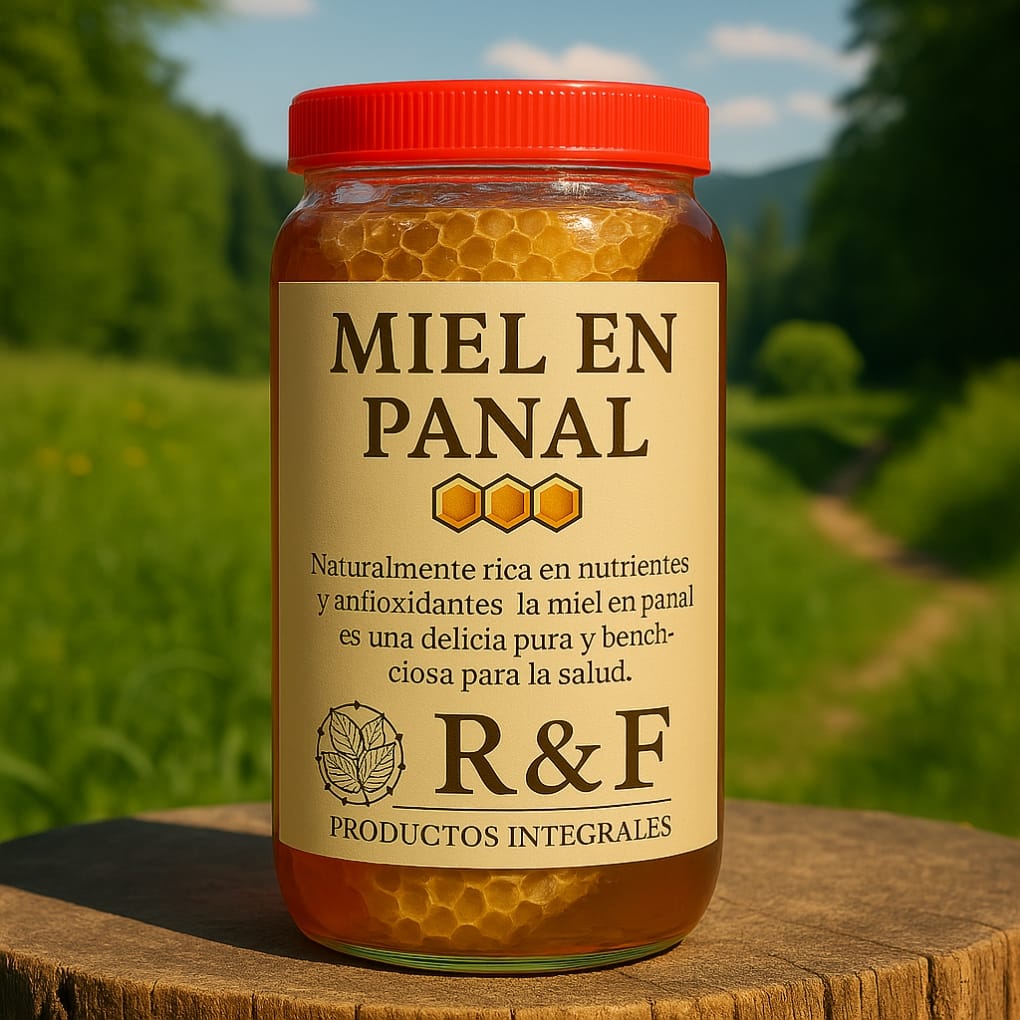 MIEL EN
PANAL
Naturalmente rica en nutrientes
y anfioxidantes la miel en panal
es una delicia pura y bench-
ciosa para la salud.
R&F
PRODUCTOS INTEGRALES